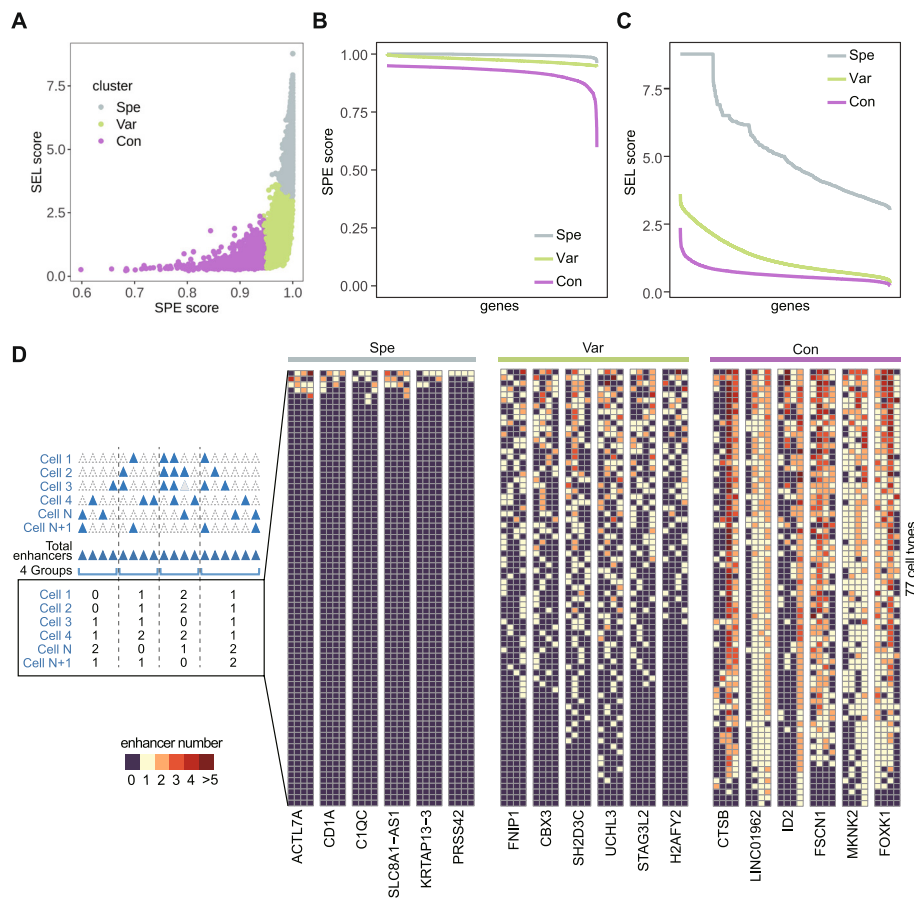 A
B
C
7.5
5.0
2.5
0.0
SEL score
cluster
Spe
Var
Con
0.6 0.7 0.8 0.9 1.0
SPE score
1.00
0.75
0.50
0.25
0.00
SPE score
Spe
Var
Con
genes
7.5
5.0
2.5
0.0
SEL score
Spe
Var
Con
genes
D
Spe
Var
Con
Cell 1
Cell 2
Cell 3
Cell 4
Cell N
Cell N+1
Total
enhancers
4 Groups
Cell 1 0 1 2 1
Cell 2 0 1 2 1
Cell 3 1 1 0 1
Cell 4 1 2 2 1
Cell N 2 0 1 2
Cell N+1 1 1 0 2
enhancer number
0 1 2 3 4 >5
77 cell types
ACTL7A
CD1A
C1QC
SLC8A1−AS1
KRTAP13−3
PRSS42
FNIP1
CBX3
SH2D3C
UCHL3
STAG3L2
H2AFY2
CTSB
LINC01962
ID2
FSCN1
MKNK2
FOXK1